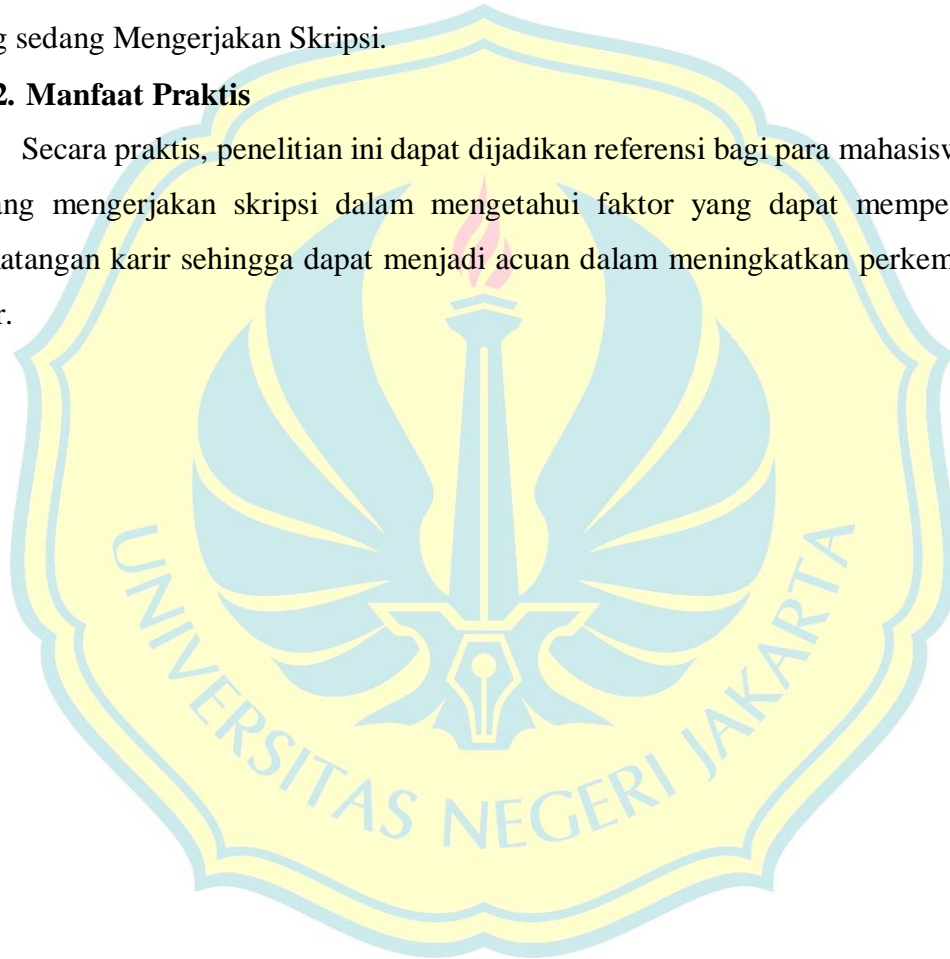 g sedang Mengerjakan Skripsi.
2. Manfaat Praktis
Secara praktis, penelitian ini dapat dijadikan referensi bagi para mahasisw
ang mengerjakan skripsi dalam mengetahui faktor yang dapat mempe
atangan karir sehingga dapat menjadi acuan dalam meningkatkan perkem
r.
UNIVERSITAS NEGERI JAKARTA